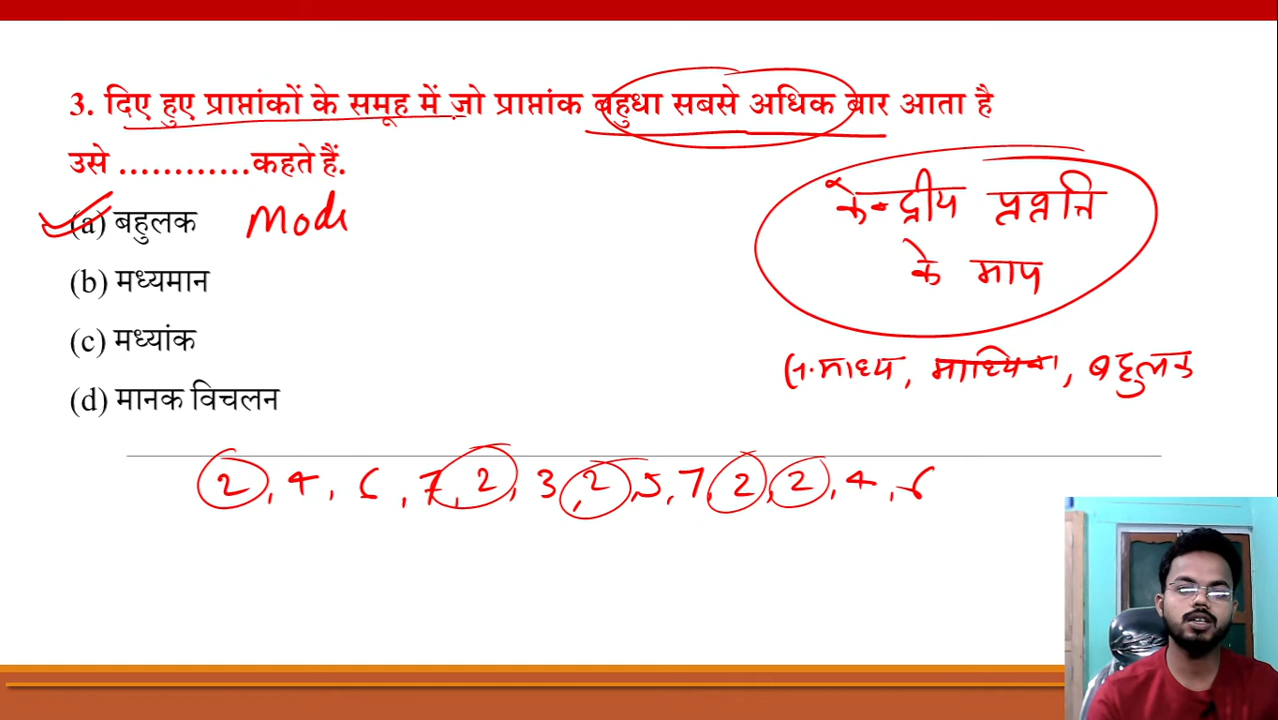 3. दिए हुए प्राप्तांकों के समूह में जो प्राप्तांक बहुधा सबसे अधिक बार आता है
उसे .............कहते हैं.
(a) बहुलक Mode
(b) मध्यमान
(c) मध्यांक
(d) मानक विचलन
केन्द्रीय प्रवृत्ति
के माप
माध्य, माध्यिका, बहुलक
2, 4, 6, 7, 2, 3, 2, 5, 7, 2, 2, 4, 6